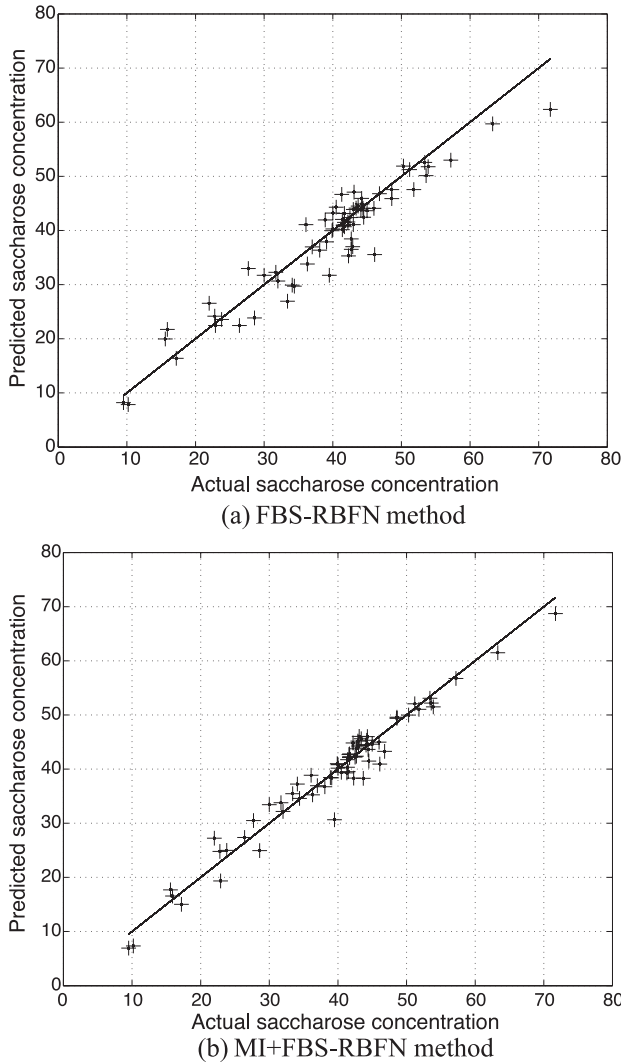 80
70
60
50
40
30
20
10
0
Predicted saccharose concentration
0 10 20 30 40 50 60 70 80
Actual saccharose concentration
(a) FBS-RBFN method
80
70
60
50
40
30
20
10
0
Predicted saccharose concentration
0 10 20 30 40 50 60 70 80
Actual saccharose concentration
(b) MI+FBS-RBFN method